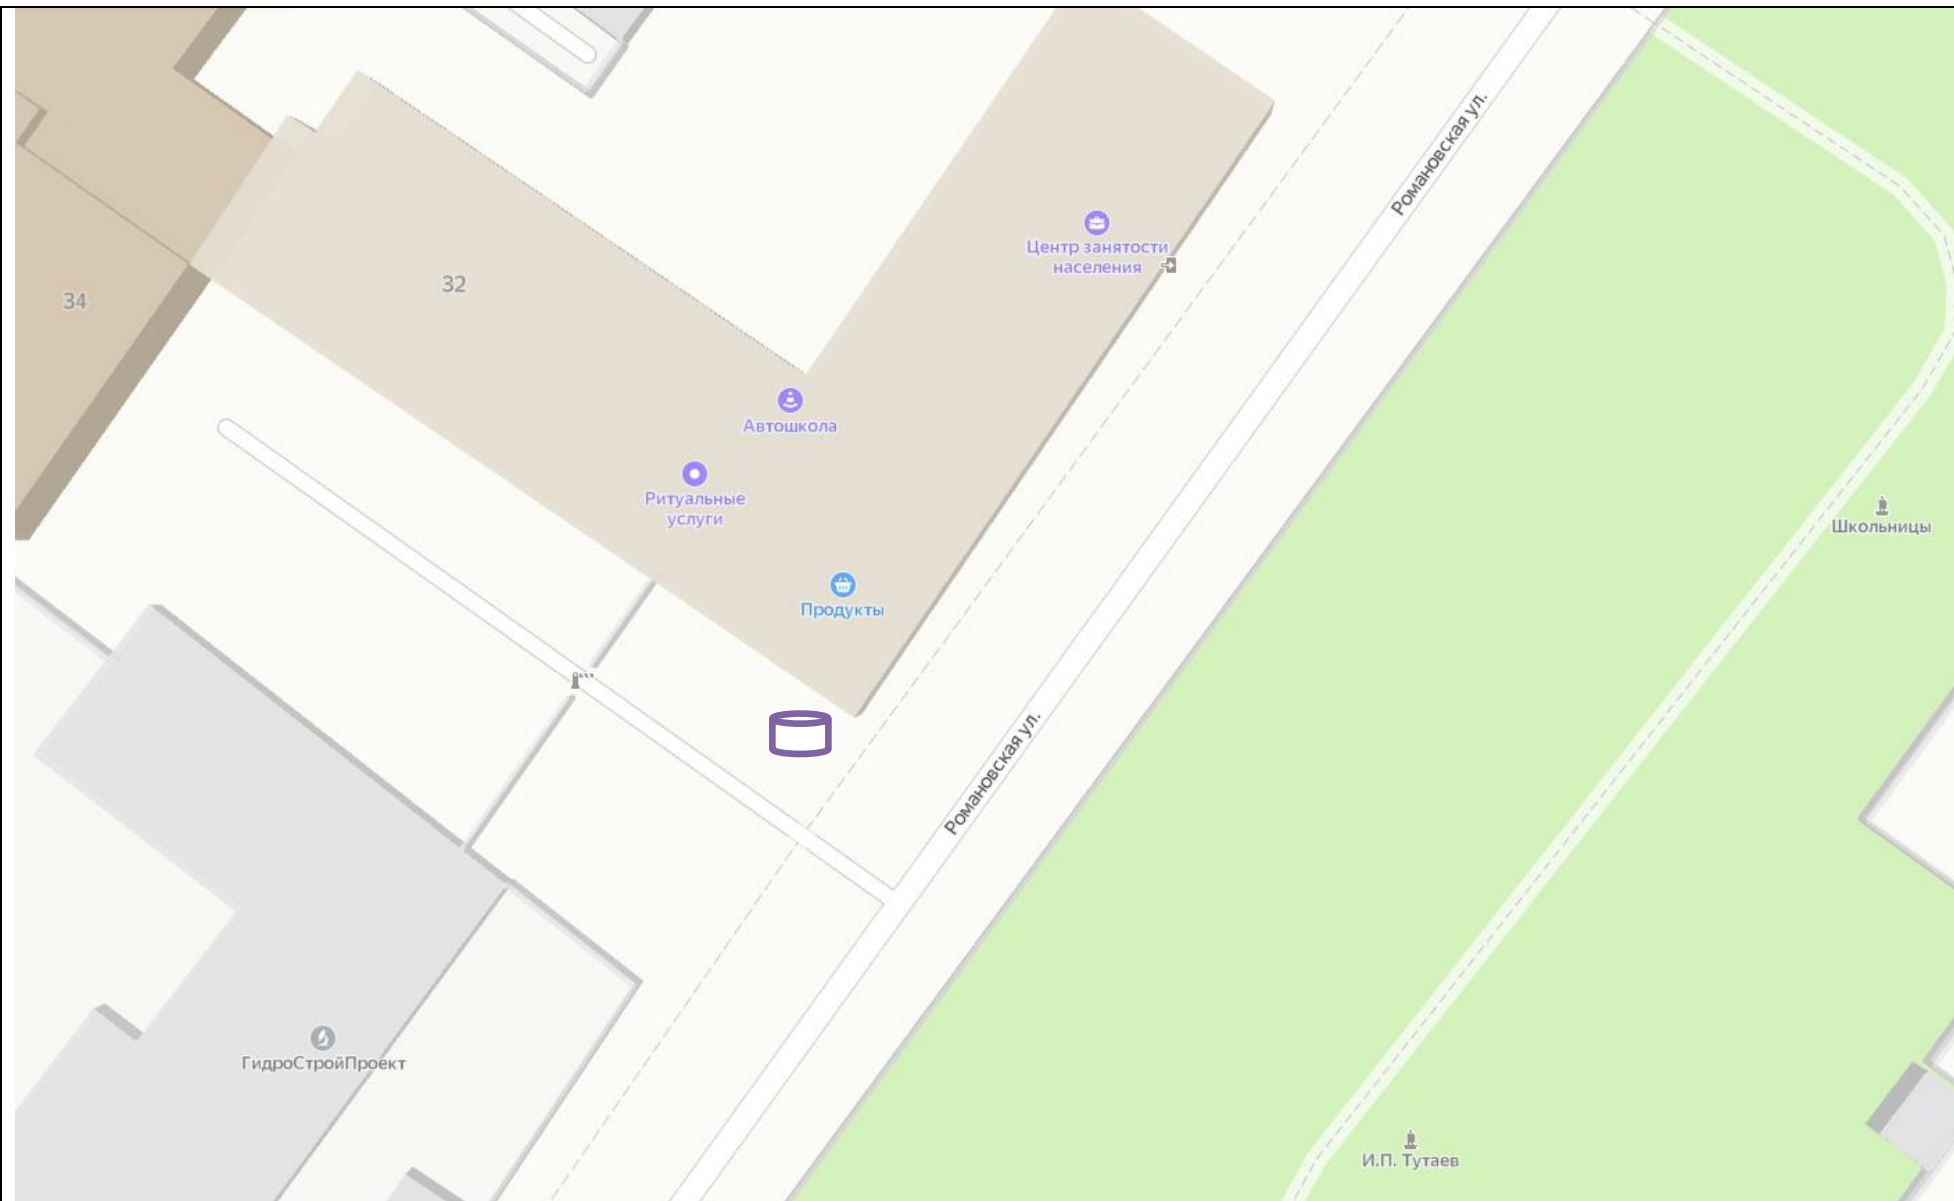 Романовская ул.
Центр занятости
населения
32
34
Автошкола
Ритуальные
услуги
Школьницы
Продукты
Романовская ул.
ГидроСтройПроект
И.П. Тутаев